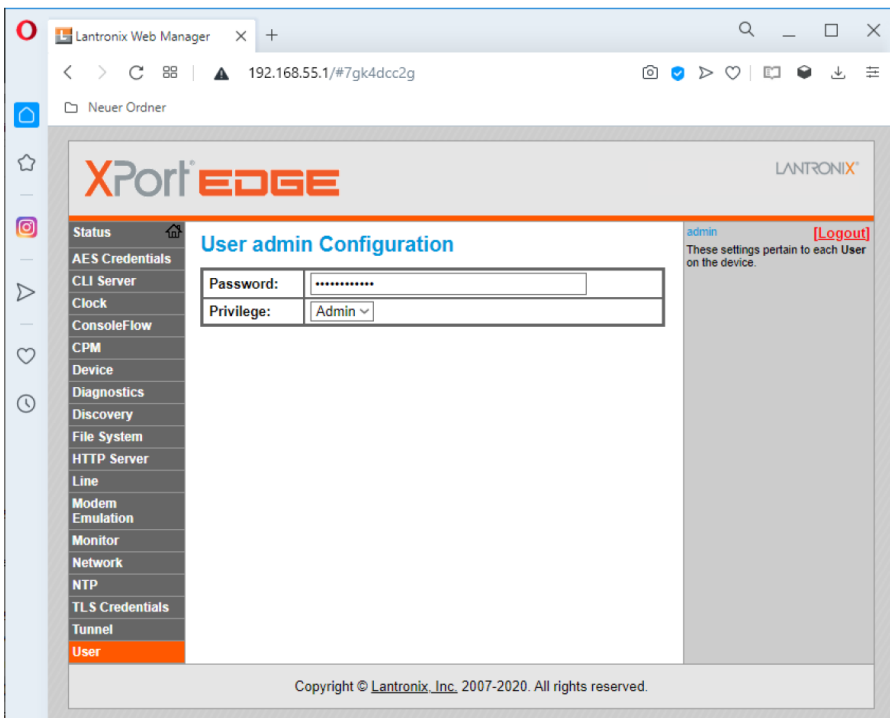 Lantronix Web Manager
192.168.55.1/#7gk4dcc2g
Neuer Ordner
XPort® EDGE
LANTRONIX®
Status
AES Credentials
CLI Server
Clock
ConsoleFlow
CPM
Device
Diagnostics
Discovery
File System
HTTP Server
Line
Modem
Emulation
Monitor
Network
NTP
TLS Credentials
Tunnel
User
User admin Configuration
Password: ••••••••••••
Privilege: Admin
admin [Logout]
These settings pertain to each User
on the device.
Copyright © Lantronix, Inc. 2007-2020. All rights reserved.